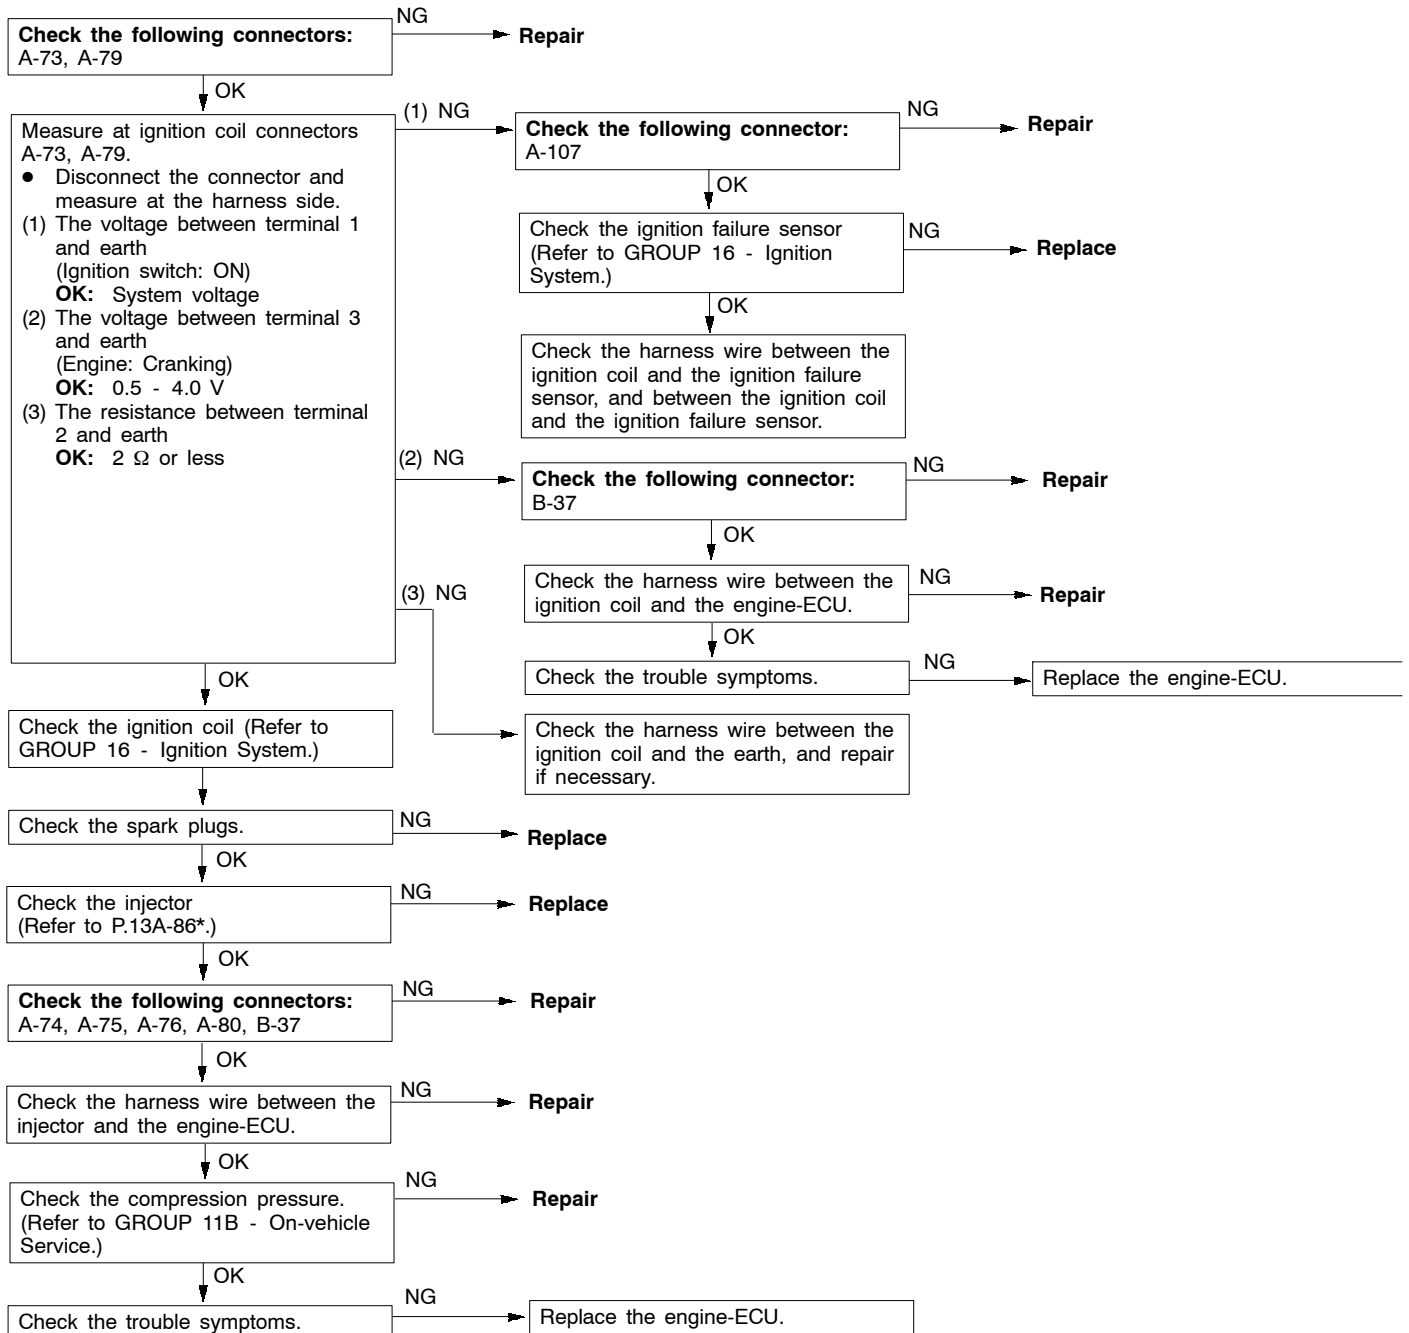 Check the following connectors:
A-73, A-79
NG
Repair
OK
Measure at ignition coil connectors
A-73, A-79.
● Disconnect the connector and
measure at the harness side.
(1) The voltage between terminal 1
and earth
(Ignition switch: ON)
OK: System voltage
(2) The voltage between terminal 3
and earth
(Engine: Cranking)
OK: 0.5 - 4.0 V
(3) The resistance between terminal
2 and earth
OK: 2 Ω or less
(1) NG
Check the following connector:
A-107
NG
Repair
OK
Check the ignition failure sensor
(Refer to GROUP 16 - Ignition
System.)
NG
Replace
OK
Check the harness wire between the
ignition coil and the ignition failure
sensor, and between the ignition coil
and the ignition failure sensor.
(2) NG
Check the following connector:
B-37
NG
Repair
OK
Check the harness wire between the
ignition coil and the engine-ECU.
NG
Repair
OK
Check the trouble symptoms.
NG
Replace the engine-ECU.
(3) NG
Check the harness wire between the
ignition coil and the earth, and repair
if necessary.
OK
Check the ignition coil (Refer to
GROUP 16 - Ignition System.)
Check the spark plugs.
NG
Replace
OK
Check the injector
(Refer to P.13A-86*.)
NG
Replace
OK
Check the following connectors:
A-74, A-75, A-76, A-80, B-37
NG
Repair
OK
Check the harness wire between the
injector and the engine-ECU.
NG
Repair
OK
Check the compression pressure.
(Refer to GROUP 11B - On-vehicle
Service.)
NG
Repair
OK
Check the trouble symptoms.
NG
Replace the engine-ECU.